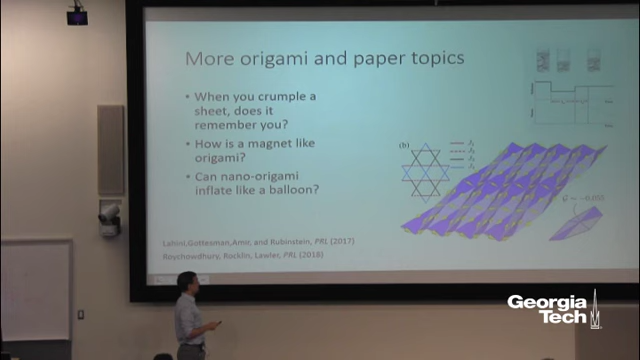 More origami and paper topics
• When you crumple a
sheet, does it
remember you?
• How is a magnet like
origami?
• Can nano-origami
inflate like a balloon?
(b)
Lahini,Gottesman,Amir, and Rubinstein, PRL (2017)
Roychowdhury, Rocklin, Lawler, PRL (2018)
Georgia
Tech